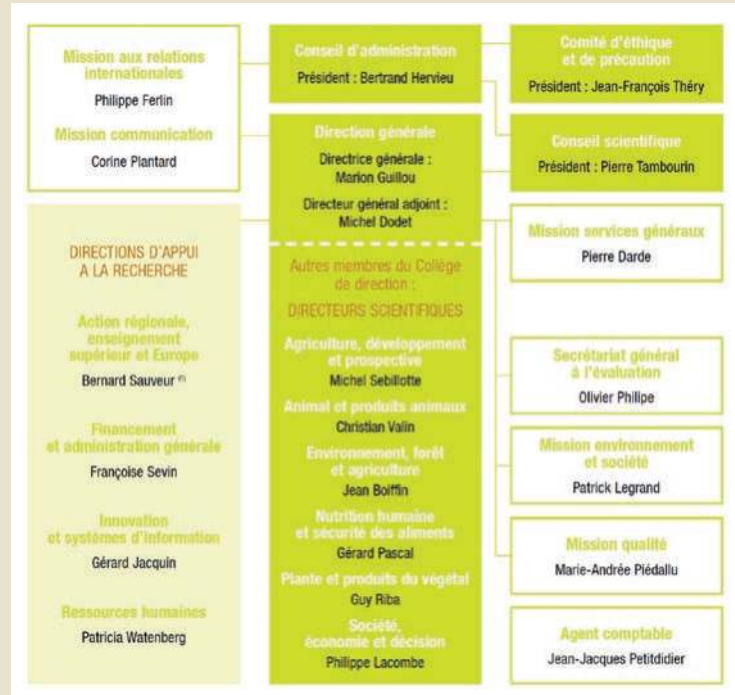 Mission aux relations
internationales
Philippe Ferlin
Mission communication
Corine Plantard
Conseil d'administration
Président : Bertrand Hervieu
Comité d'éthique
et de précaution
Président : Jean-François Théry
Direction générale
Directrice générale :
Marion Guillou
Directeur général adjoint :
Michel Dodet
Conseil scientifique
Président : Pierre Tambourin
DIRECTIONS D'APPUI
A LA RECHERCHE
Action régionale,
enseignement
supérieur et Europe
Bernard Sauveur (*)
Financement
et administration générale
Françoise Sevin
Innovation
et systèmes d'information
Gérard Jacquin
Ressources humaines
Patricia Watenberg
Autres membres du Collège
de direction :
DIRECTEURS SCIENTIFIQUES
Agriculture, développement
et prospective
Michel Sebillotte
Animal et produits animaux
Christian Valin
Environnement, forêt
et agriculture
Jean Boiffin
Nutrition humaine
et sécurité des aliments
Gérard Pascal
Plante et produits du végétal
Guy Riba
Société,
économie et décision
Philippe Lacombe
Mission services généraux
Pierre Darde
Secrétariat général
à l'évaluation
Olivier Philipe
Mission environnement
et société
Patrick Legrand
Mission qualité
Marie-Andrée Piédallu
Agent comptable
Jean-Jacques Petitdidier